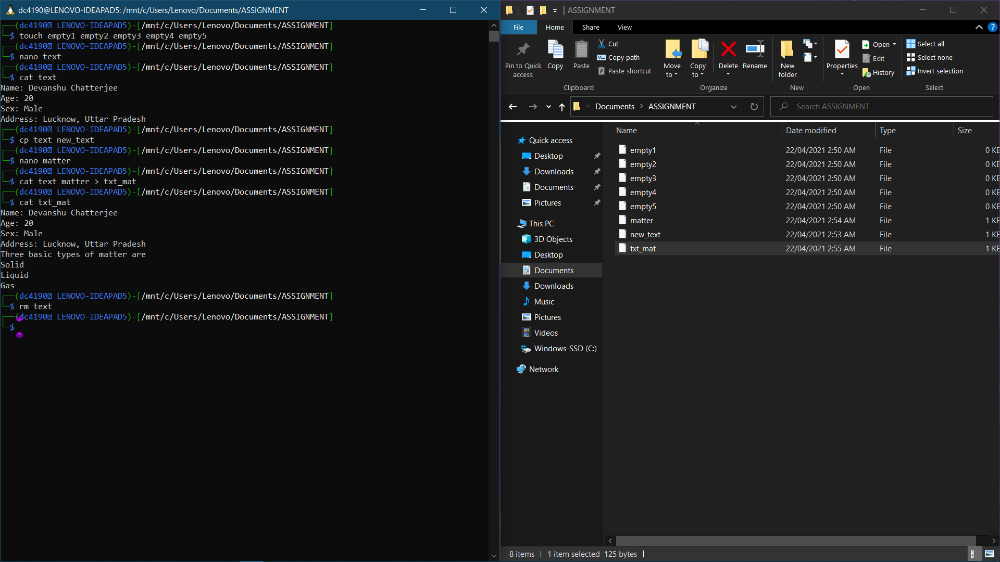 dc4190@LENOVO-IDEAPAD5: /mnt/c/Users/Lenovo/Documents/ASSIGNMENT
(dc4190 LENOVO-IDEAPAD5)-[/mnt/c/Users/Lenovo/Documents/ASSIGNMENT]
$ touch empty1 empty2 empty3 empty4 empty5
(dc4190 LENOVO-IDEAPAD5)-[/mnt/c/Users/Lenovo/Documents/ASSIGNMENT]
$ nano text
(dc4190 LENOVO-IDEAPAD5)-[/mnt/c/Users/Lenovo/Documents/ASSIGNMENT]
$ cat text
Name: Devanshu Chatterjee
Age: 20
Sex: Male
Address: Lucknow, Uttar Pradesh
(dc4190 LENOVO-IDEAPAD5)-[/mnt/c/Users/Lenovo/Documents/ASSIGNMENT]
$ cp text new_text
(dc4190 LENOVO-IDEAPAD5)-[/mnt/c/Users/Lenovo/Documents/ASSIGNMENT]
$ nano matter
(dc4190 LENOVO-IDEAPAD5)-[/mnt/c/Users/Lenovo/Documents/ASSIGNMENT]
$ cat text matter > txt_mat
(dc4190 LENOVO-IDEAPAD5)-[/mnt/c/Users/Lenovo/Documents/ASSIGNMENT]
$ cat txt_mat
Name: Devanshu Chatterjee
Age: 20
Sex: Male
Address: Lucknow, Uttar Pradesh
Three basic types of matter are
Solid
Liquid
Gas
(dc4190 LENOVO-IDEAPAD5)-[/mnt/c/Users/Lenovo/Documents/ASSIGNMENT]
$ rm text
(dc4190 LENOVO-IDEAPAD5)-[/mnt/c/Users/Lenovo/Documents/ASSIGNMENT]
$
ASSIGNMENT
File Home Share View
Pin to Quick access
Copy
Paste
Cut
Copy path
Paste shortcut
Clipboard
Move to
Copy to
Delete
Rename
Organize
New folder
New
Properties
Open
Edit
History
Open
Select all
Select none
Invert selection
Select
« Documents > ASSIGNMENT
Search ASSIGNMENT
Quick access
Desktop
Downloads
Documents
Pictures
This PC
3D Objects
Desktop
Documents
Downloads
Music
Pictures
Videos
Windows-SSD (C:)
Network
Name Date modified Type Size
empty1 22/04/2021 2:50 AM File 0 KB
empty2 22/04/2021 2:50 AM File 0 KB
empty3 22/04/2021 2:50 AM File 0 KB
empty4 22/04/2021 2:50 AM File 0 KB
empty5 22/04/2021 2:50 AM File 0 KB
matter 22/04/2021 2:54 AM File 1 KB
new_text 22/04/2021 2:53 AM File 1 KB
txt_mat 22/04/2021 2:55 AM File 1 KB
8 items | 1 item selected 125 bytes |